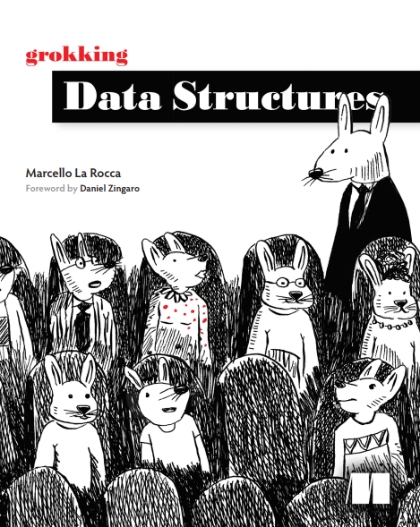 grokking
Data Structures
Marcello La Rocca
Foreword by Daniel Zingaro